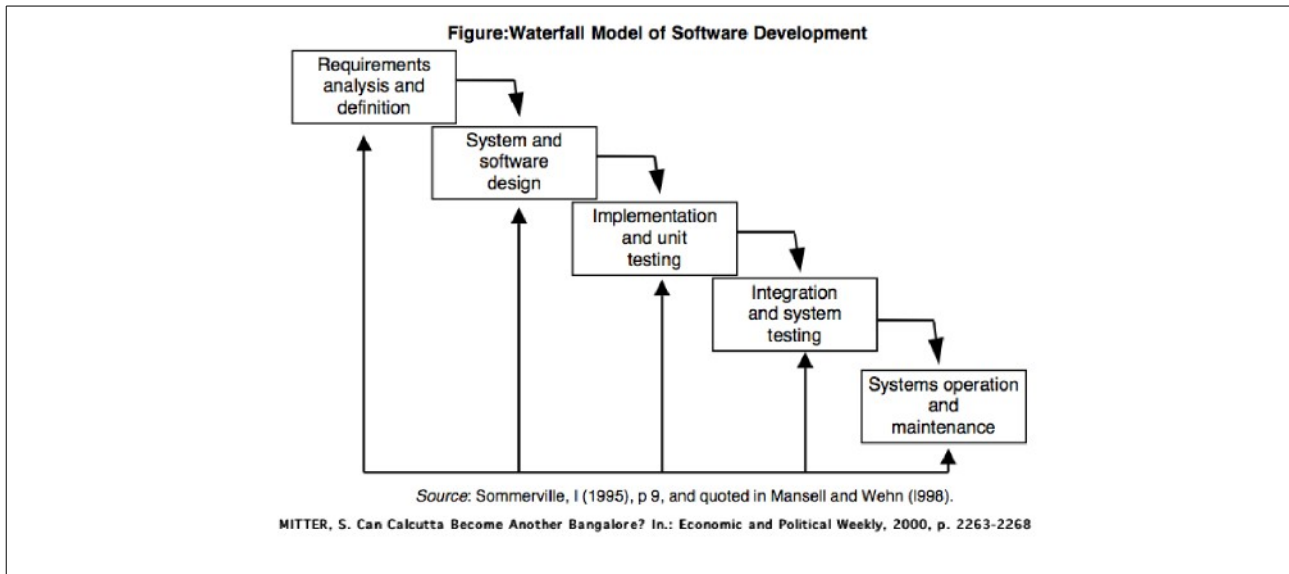 Figure:Waterfall Model of Software Development
Requirements
analysis and
definition
System and
software
design
Implementation
and unit
testing
Integration
and system
testing
Systems operation
and
maintenance
Source: Sommerville, I (1995), p 9, and quoted in Mansell and Wehn (l998).
MITTER, S. Can Calcutta Become Another Bangalore? In.: Economic and Political Weekly, 2000, p. 2263-2268